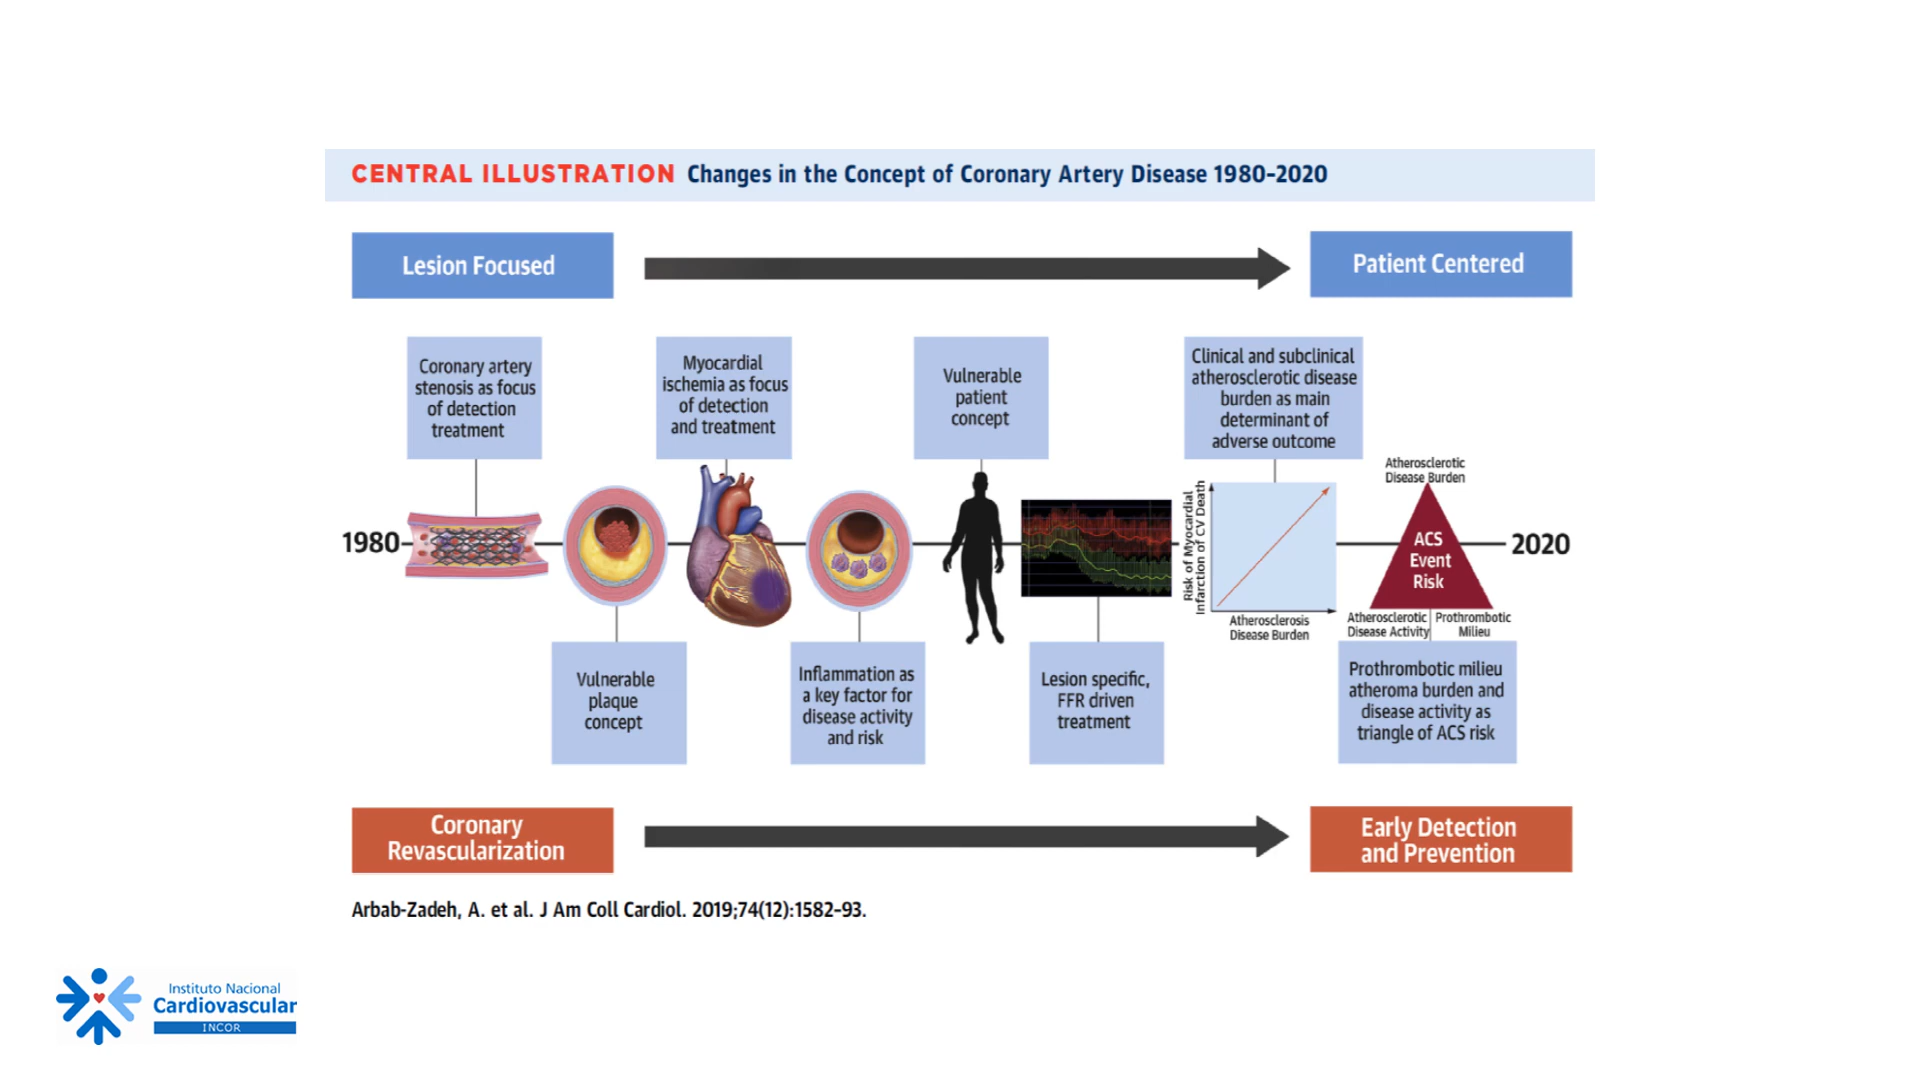 CENTRAL ILLUSTRATION Changes in the Concept of Coronary Artery Disease 1980-2020
Lesion Focused
Patient Centered
Coronary artery
stenosis as focus
of detection
treatment
Myocardial
ischemia as focus
of detection
and treatment
Vulnerable
patient
concept
Clinical and subclinical
atherosclerotic disease
burden as main
determinant of
adverse outcome
1980
Risk of Myocardial
Infarction of CV Death
Atherosclerosis
Disease Burden
Atherosclerotic
Disease Burden
ACS
Event
Risk
Atherosclerotic
Disease Activity
Prothrombotic
Milieu
2020
Vulnerable
plaque
concept
Inflammation as
a key factor for
disease activity
and risk
Lesion specific,
FFR driven
treatment
Prothrombotic milieu
atheroma burden and
disease activity as
triangle of ACS risk
Coronary
Revascularization
Early Detection
and Prevention
Arbab-Zadeh, A. et al. J Am Coll Cardiol. 2019;74(12):1582-93.
Instituto Nacional
Cardiovascular
INCOR